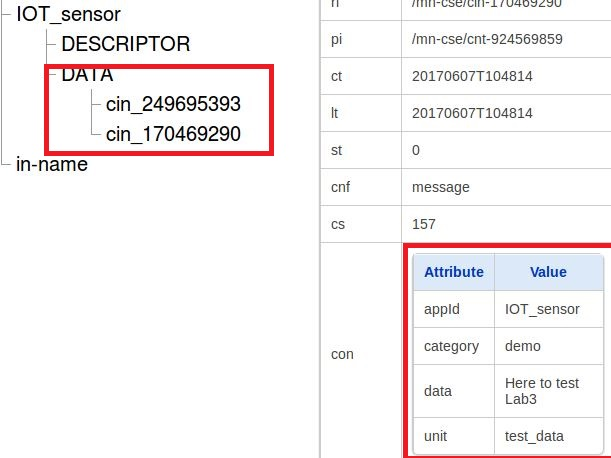 IOT_sensor
DESCRIPTOR
DATA
cin_249695393
cin_170469290
in-name
ri /mn-cse/cin-170469290
pi /mn-cse/cnt-924569859
ct 20170607T104814
lt 20170607T104814
st 0
cnf message
cs 157
con
Attribute Value
appId IOT_sensor
category demo
data Here to test
Lab3
unit test_data